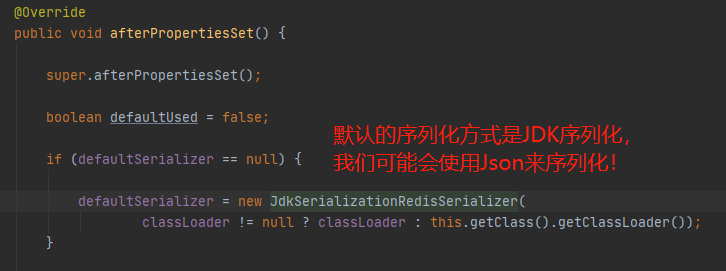 @Override
public void afterPropertiesSet() {
super.afterPropertiesSet();
boolean defaultUsed = false;
默认的序列化方式是JDK序列化，
我们可能会使用Json来序列化！
if (defaultSerializer == null) {
defaultSerializer = new JdkSerializationRedisSerializer(
classLoader != null ? classLoader : this.getClass().getClassLoader());
}